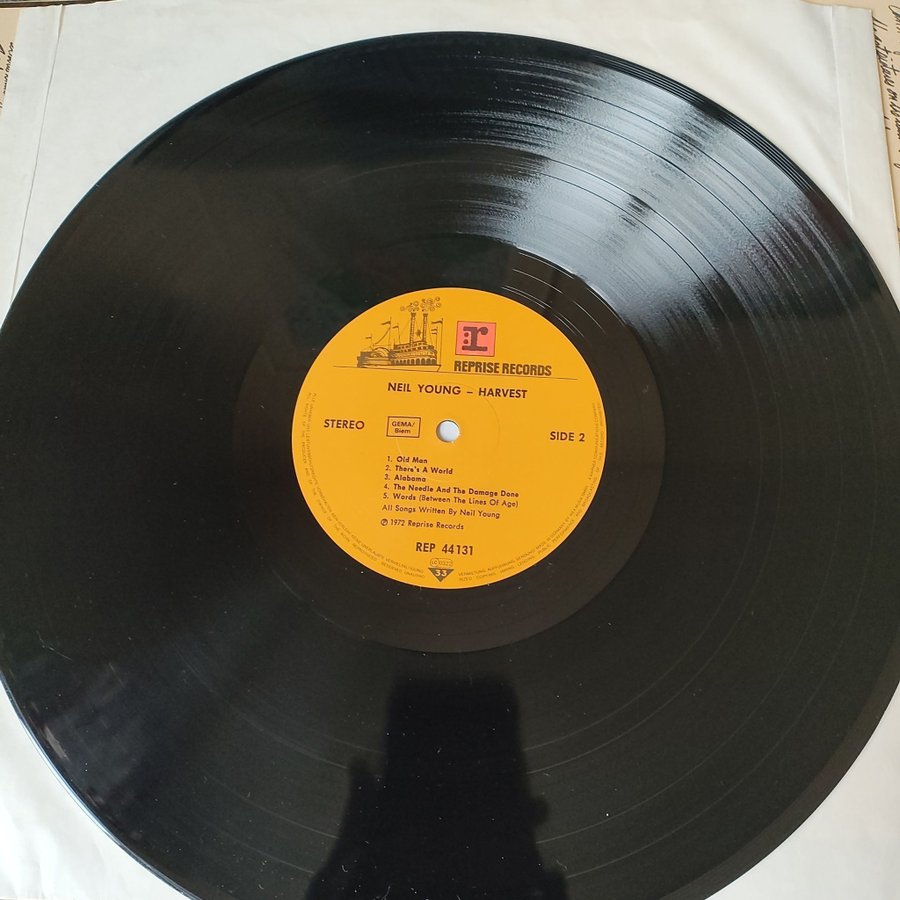 r:
REPRISE RECORDS
NEIL YOUNG – HARVEST
STEREO
GEMA/
Biem
SIDE 2
1. Old Man
2. There's A World
3. Alabama
4. The Needle And The Damage Done
5. Words (Between The Lines Of Age)
All Songs Written By Neil Young
℗ 1972 Reprise Records
REP 44131
LC 0322
33